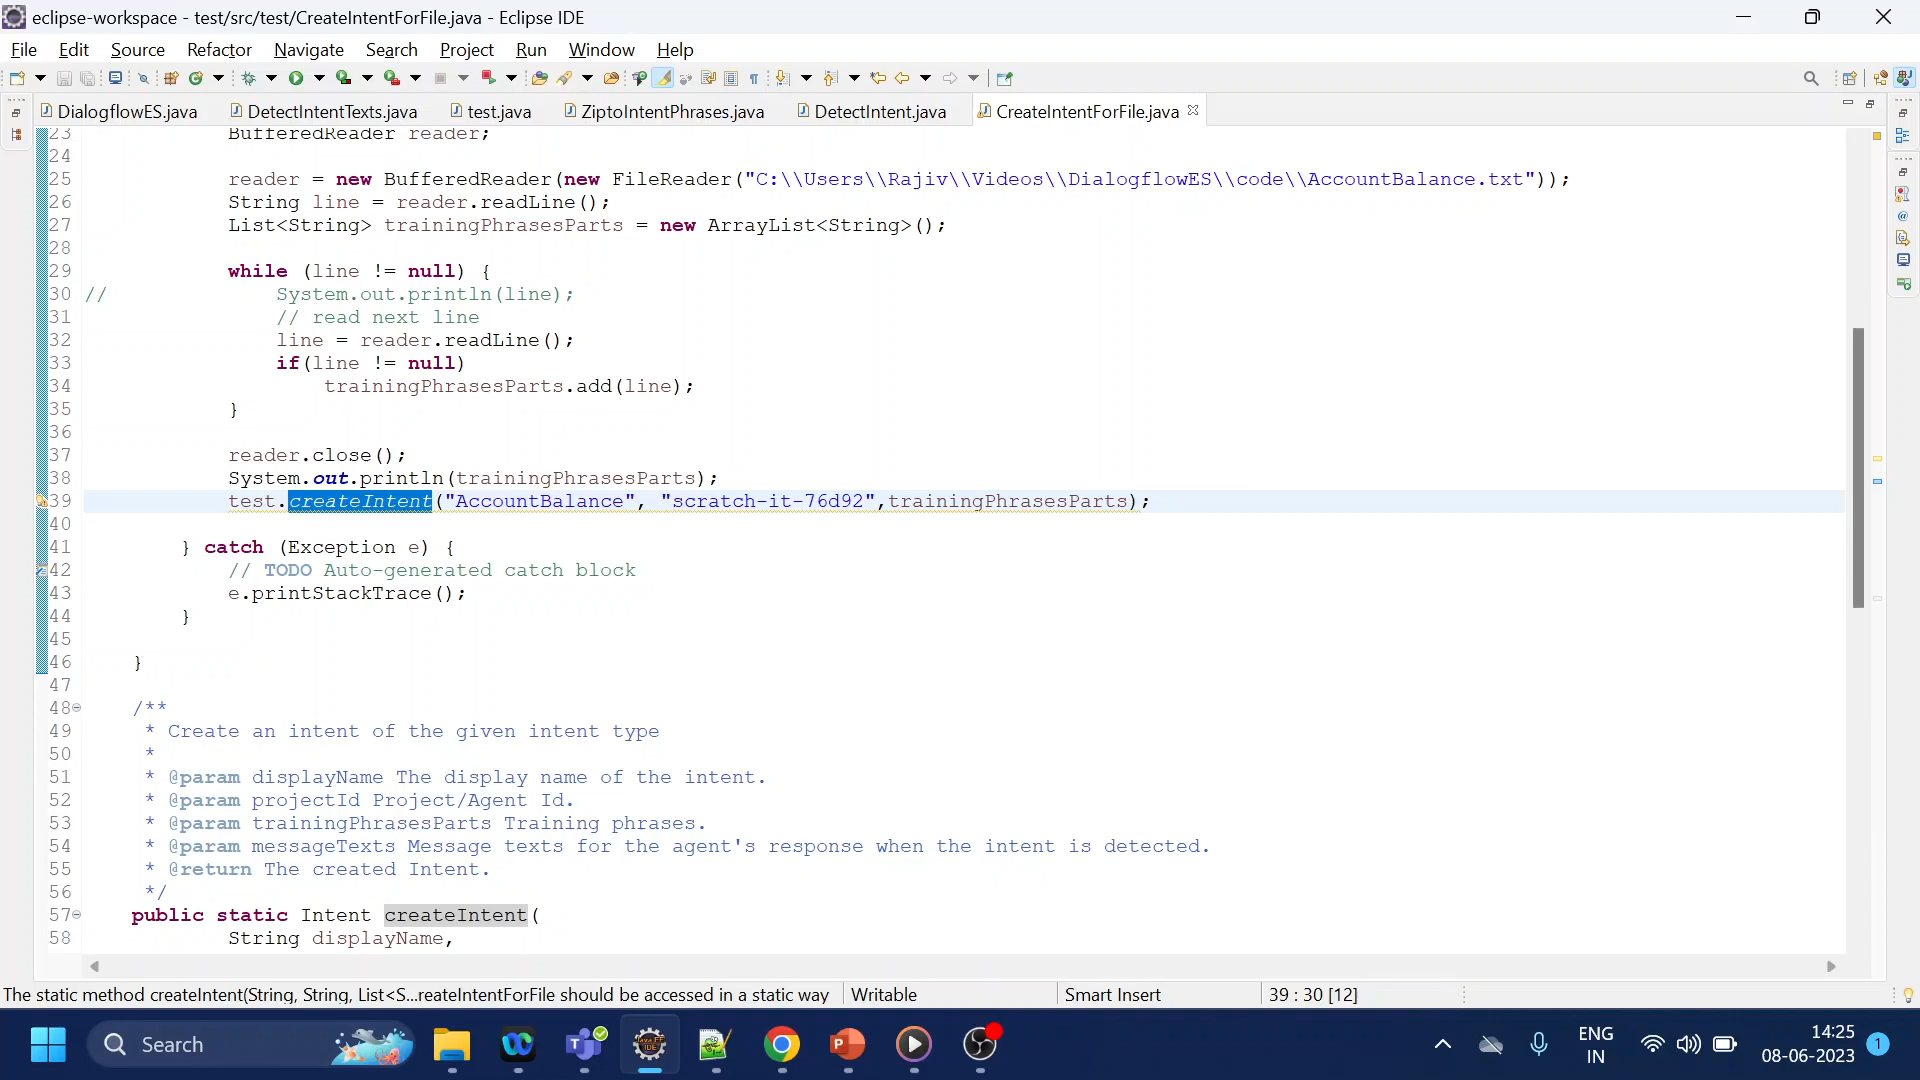 eclipse-workspace - test/src/test/CreateIntentForFile.java - Eclipse IDE
File Edit Source Refactor Navigate Search Project Run Window Help
DialogflowES.java DetectIntentTexts.java test.java ZiptoIntentPhrases.java DetectIntent.java CreateIntentForFile.java
23 BufferedReader reader;
24
25 reader = new BufferedReader(new FileReader("C:\\Users\\Rajiv\\Videos\\DialogflowES\\code\\AccountBalance.txt"));
26 String line = reader.readLine();
27 List<String> trainingPhrasesParts = new ArrayList<String>();
28
29 while (line != null) {
30 // System.out.println(line);
31 // read next line
32 line = reader.readLine();
33 if(line != null)
34 trainingPhrasesParts.add(line);
35 }
36
37 reader.close();
38 System.out.println(trainingPhrasesParts);
39 test.createIntent("AccountBalance", "scratch-it-76d92",trainingPhrasesParts);
40
41 } catch (Exception e) {
42 // TODO Auto-generated catch block
43 e.printStackTrace();
44 }
45
46 }
47
48 /**
49 * Create an intent of the given intent type
50 *
51 * @param displayName The display name of the intent.
52 * @param projectId Project/Agent Id.
53 * @param trainingPhrasesParts Training phrases.
54 * @param messageTexts Message texts for the agent's response when the intent is detected.
55 * @return The created Intent.
56 */
57 public static Intent createIntent(
58 String displayName,
The static method createIntent(String, String, List<S...reateIntentForFile should be accessed in a static way Writable Smart Insert 39 : 30 [12]
Search
ENG
IN
14:25
08-06-2023
1